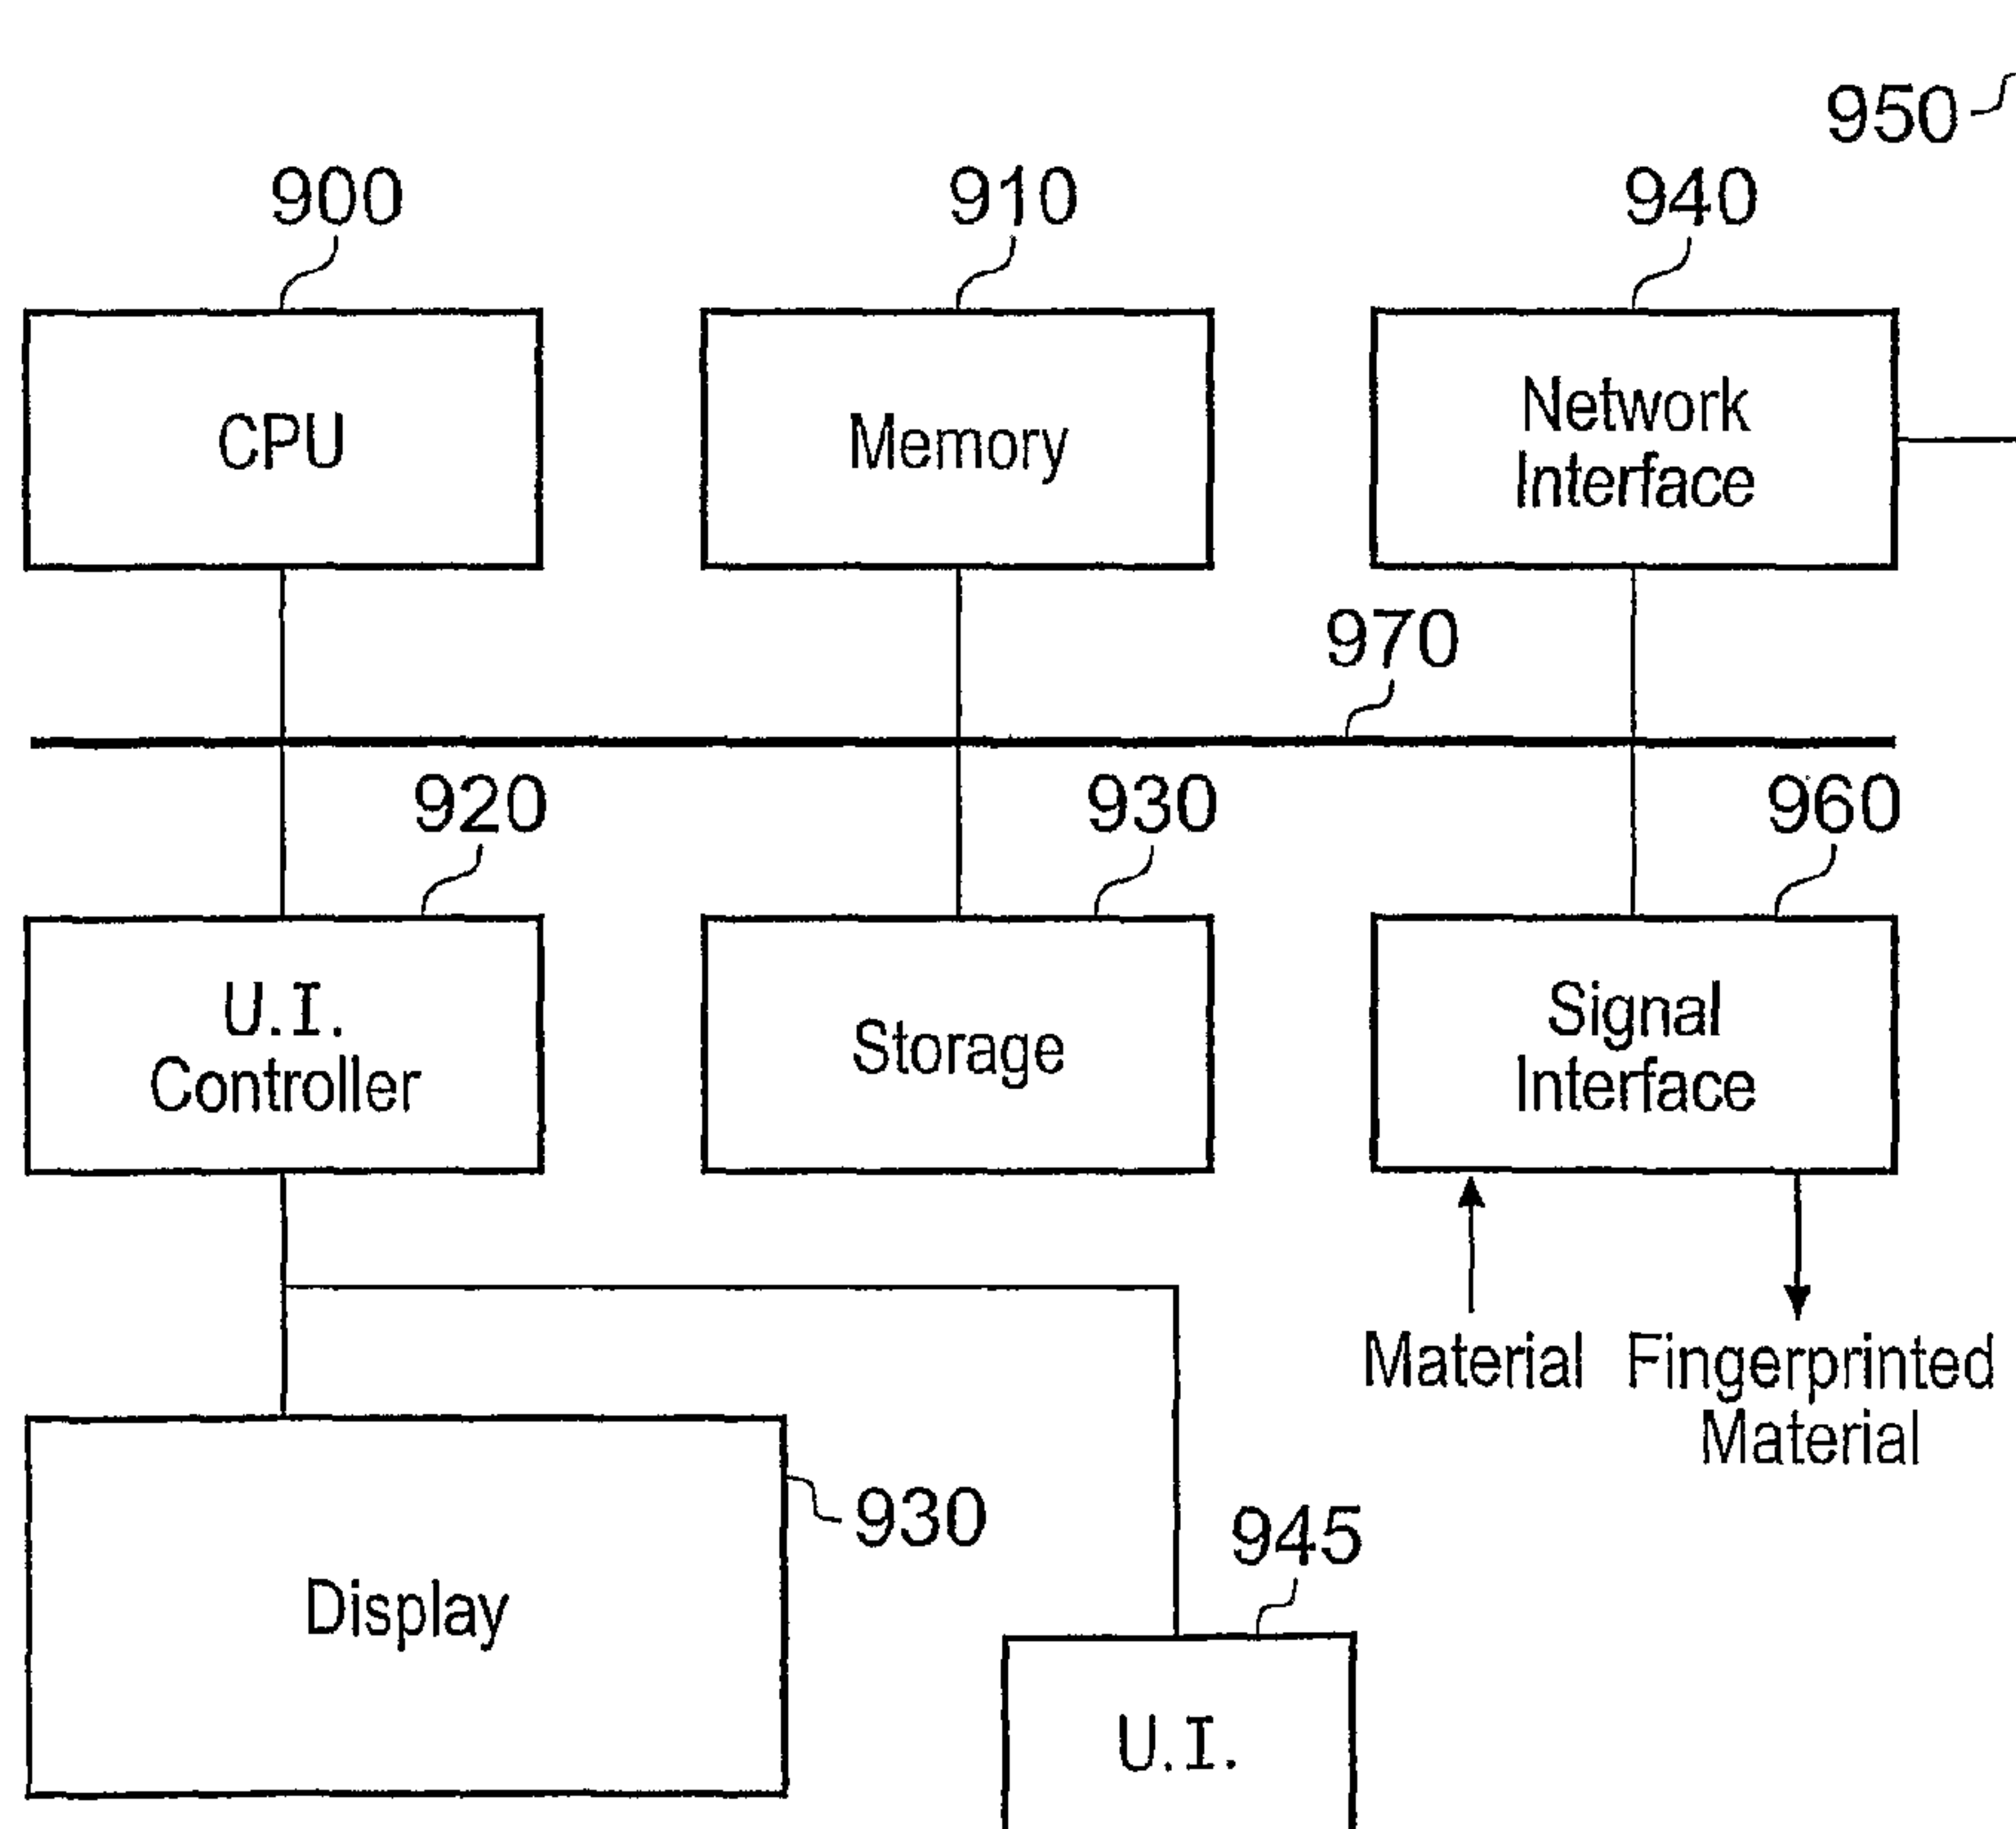 950
900
910
940
CPU
Memory
Network
Interface
970
920
930
960
U.I.
Controller
Storage
Signal
Interface
Material
Fingerprinted
Material
930
945
Display
U.I.